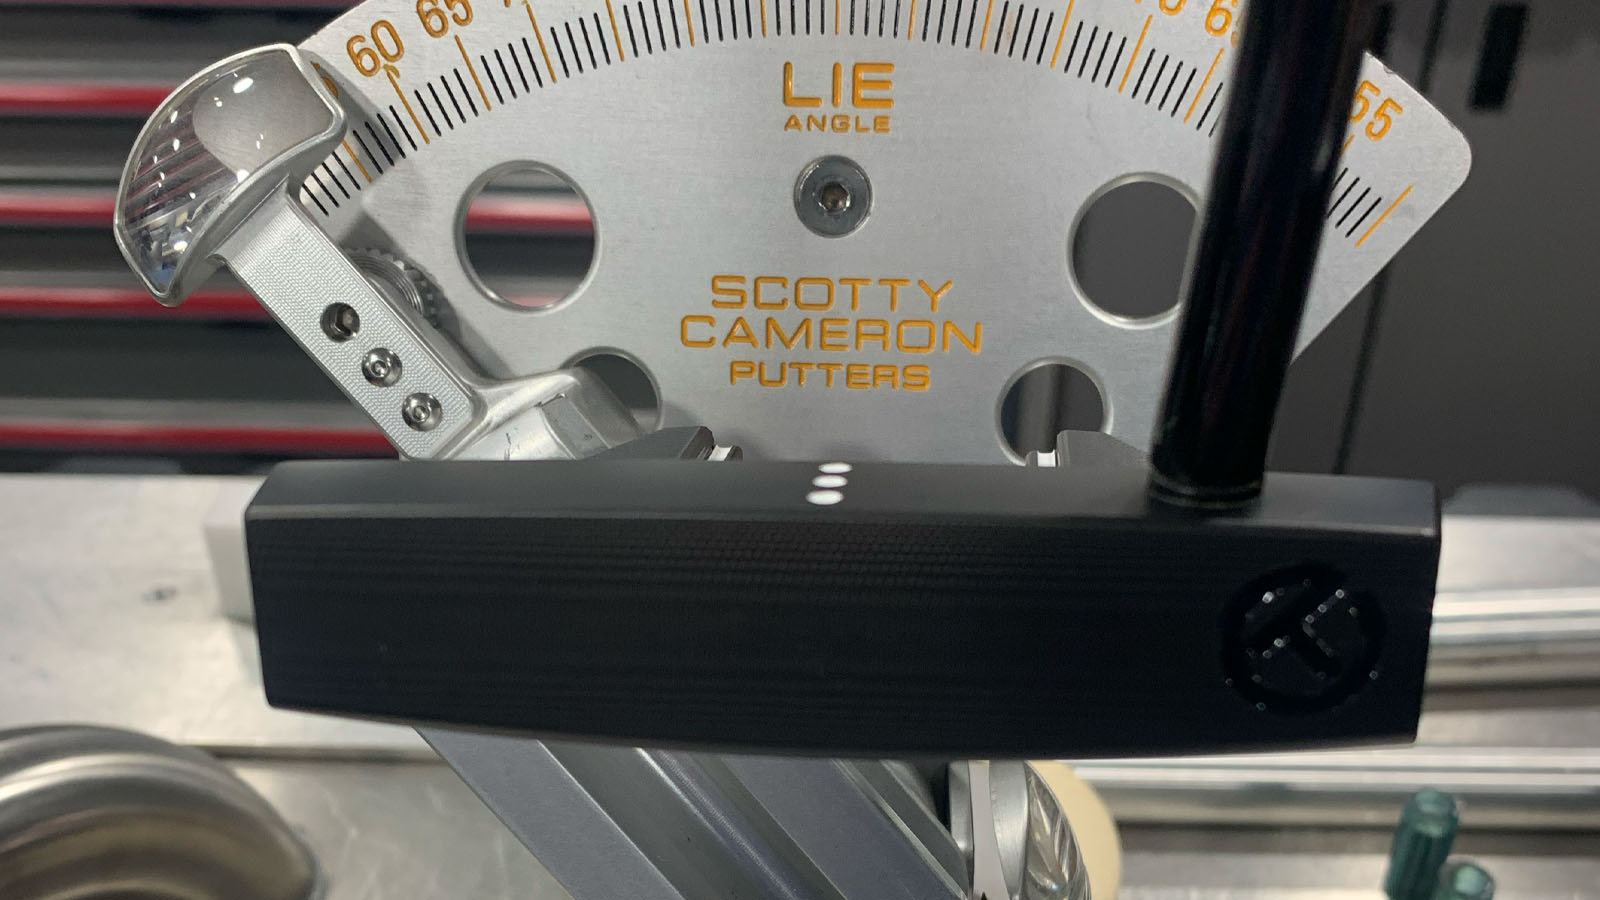 60
65
55
LIE
ANGLE
SCOTTY
CAMERON
PUTTERS
T